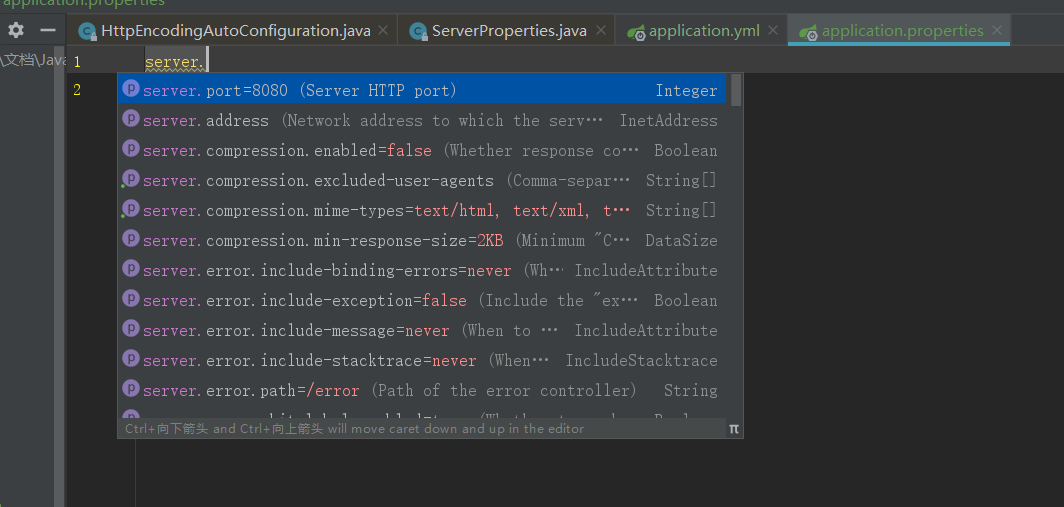 application.properties
HttpEncodingAutoConfiguration.java ServerProperties.java application.yml application.properties
\文档\Java
1 server.
2
server.port=8080 (Server HTTP port) Integer
server.address (Network address to which the serv… InetAddress
server.compression.enabled=false (Whether response co… Boolean
server.compression.excluded-user-agents (Comma-separ… String[]
server.compression.mime-types=text/html, text/xml, t… String[]
server.compression.min-response-size=2KB (Minimum "C… DataSize
server.error.include-binding-errors=never (Wh… IncludeAttribute
server.error.include-exception=false (Include the "ex… Boolean
server.error.include-message=never (When to … IncludeAttribute
server.error.include-stacktrace=never (When… IncludeStacktrace
server.error.path=/error (Path of the error controller) String
Ctrl+向下箭头 and Ctrl+向上箭头 will move caret down and up in the editor π